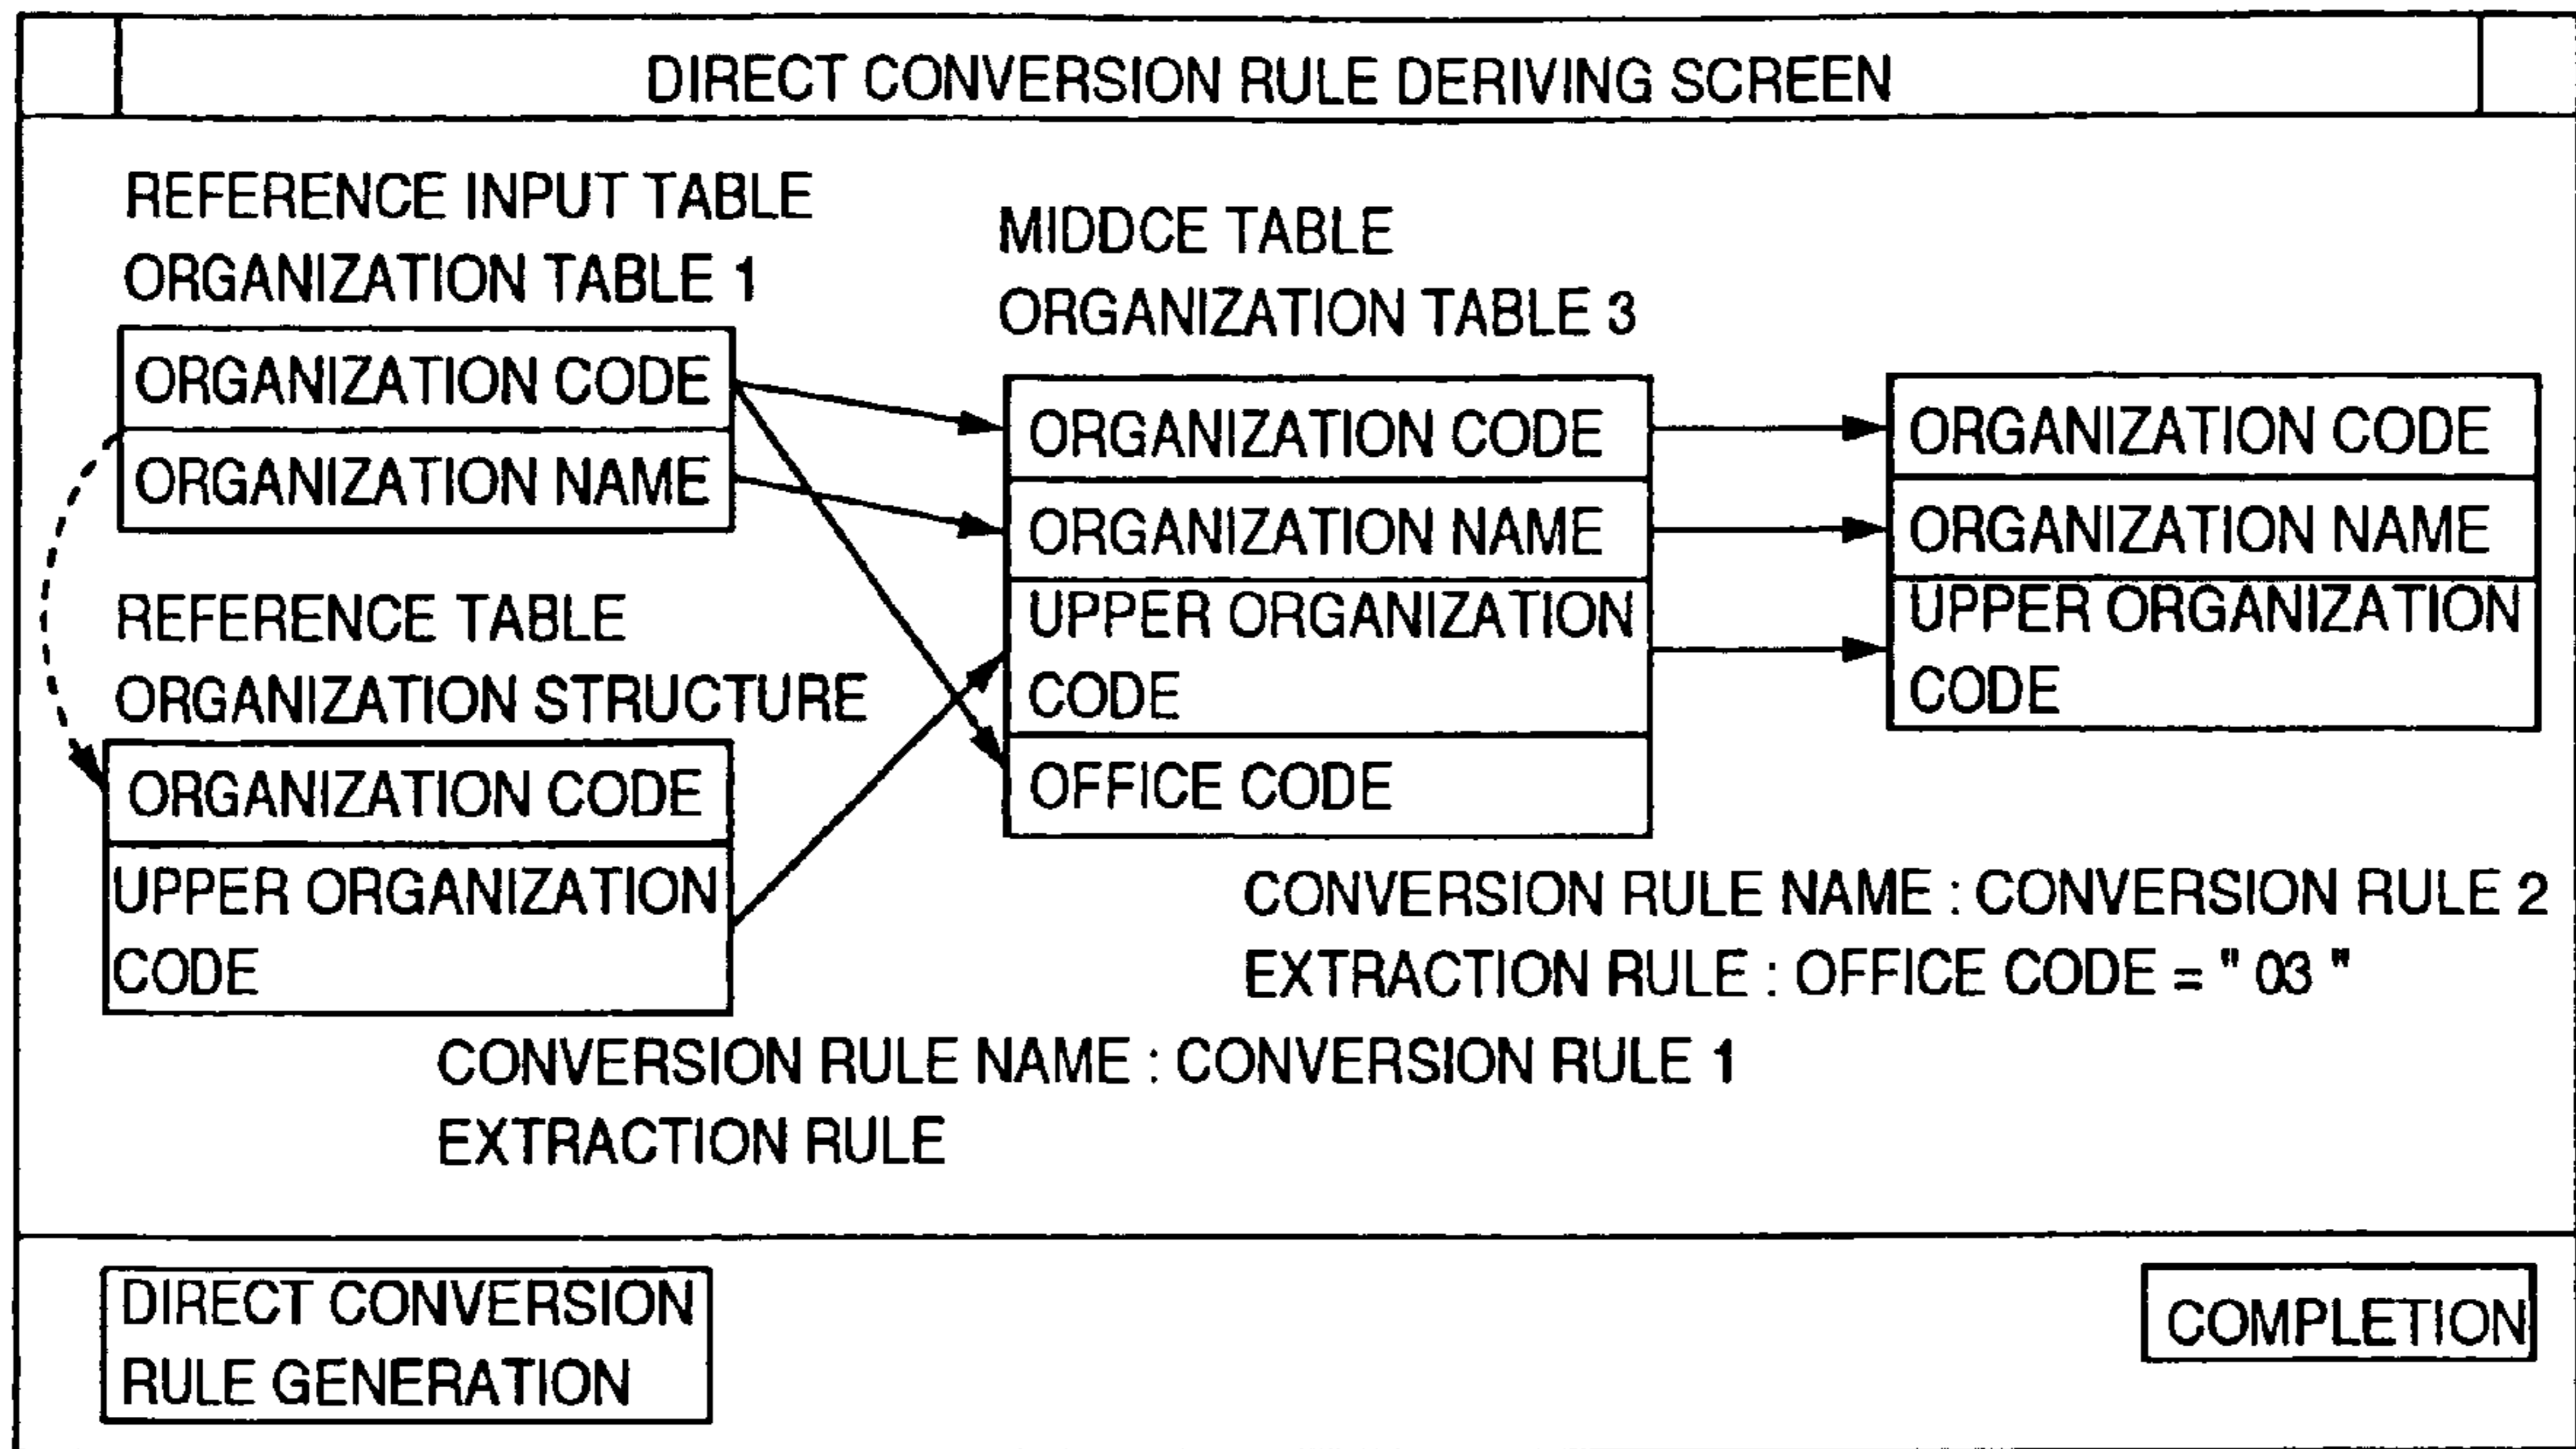 DIRECT CONVERSION RULE DERIVING SCREEN
REFERENCE INPUT TABLE
ORGANIZATION TABLE 1
ORGANIZATION CODE
ORGANIZATION NAME
REFERENCE TABLE
ORGANIZATION STRUCTURE
ORGANIZATION CODE
UPPER ORGANIZATION
CODE
MIDDCE TABLE
ORGANIZATION TABLE 3
ORGANIZATION CODE
ORGANIZATION NAME
UPPER ORGANIZATION
CODE
OFFICE CODE
ORGANIZATION CODE
ORGANIZATION NAME
UPPER ORGANIZATION
CODE
CONVERSION RULE NAME : CONVERSION RULE 2
EXTRACTION RULE : OFFICE CODE = " 03 "
CONVERSION RULE NAME : CONVERSION RULE 1
EXTRACTION RULE
DIRECT CONVERSION
RULE GENERATION
COMPLETION